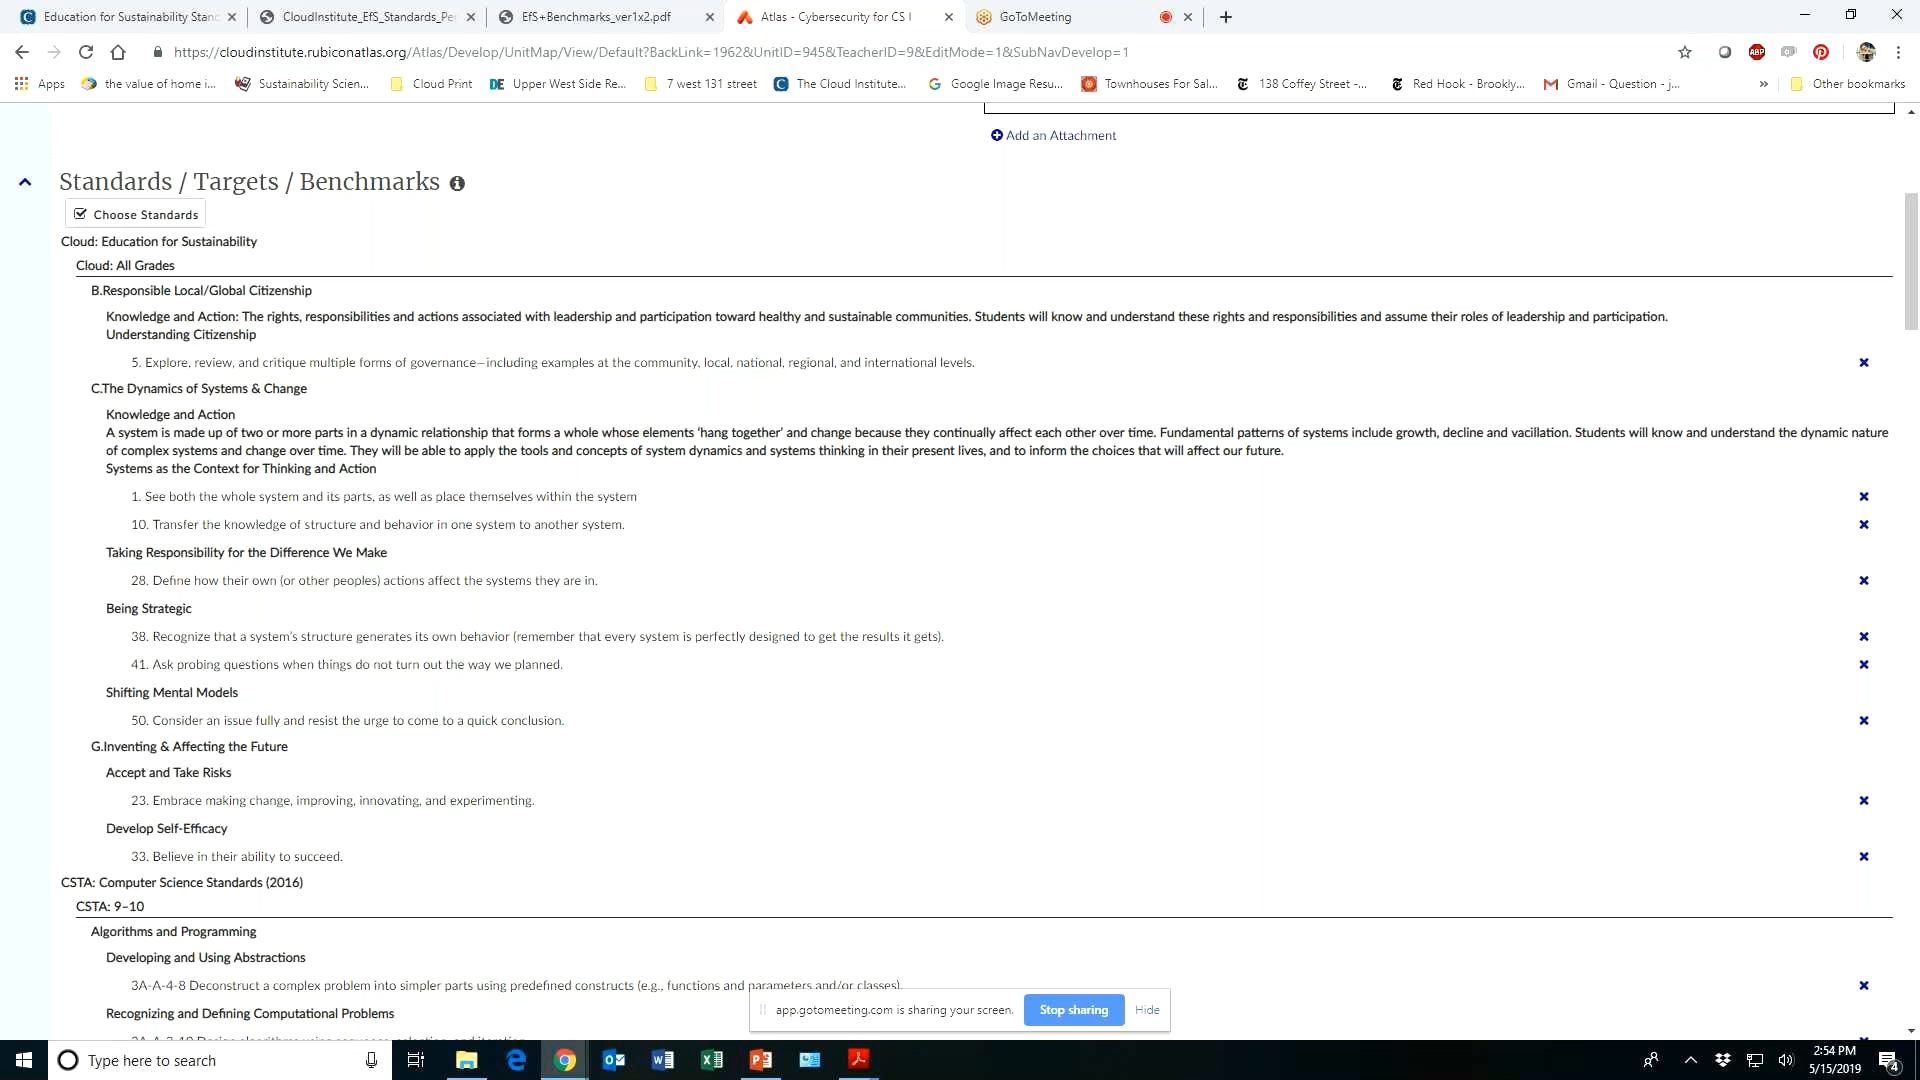 Education for Sustainability Stand
CloudInstitute_EfS_Standards_Per
EfS+Benchmarks_ver1x2.pdf
Atlas - Cybersecurity for CS I
GoToMeeting
https://cloudinstitute.rubiconatlas.org/Atlas/Develop/UnitMap/View/Default?BackLink=1962&UnitID=945&TeacherID=9&EditMode=1&SubNavDevelop=1
ABP
Apps
the value of home i...
Sustainability Scien...
Cloud Print
DE Upper West Side Re...
7 west 131 street
The Cloud Institute...
Google Image Resu...
Townhouses For Sal...
138 Coffey Street -...
Red Hook - Brookly...
Gmail - Question - j...
»
Other bookmarks
Add an Attachment
Standards / Targets / Benchmarks
Choose Standards
Cloud: Education for Sustainability
Cloud: All Grades
B.Responsible Local/Global Citizenship
Knowledge and Action: The rights, responsibilities and actions associated with leadership and participation toward healthy and sustainable communities. Students will know and understand these rights and responsibilities and assume their roles of leadership and participation.
Understanding Citizenship
5. Explore, review, and critique multiple forms of governance—including examples at the community, local, national, regional, and international levels.
C.The Dynamics of Systems & Change
Knowledge and Action
A system is made up of two or more parts in a dynamic relationship that forms a whole whose elements ‘hang together’ and change because they continually affect each other over time. Fundamental patterns of systems include growth, decline and vacillation. Students will know and understand the dynamic nature
of complex systems and change over time. They will be able to apply the tools and concepts of system dynamics and systems thinking in their present lives, and to inform the choices that will affect our future.
Systems as the Context for Thinking and Action
1. See both the whole system and its parts, as well as place themselves within the system
10. Transfer the knowledge of structure and behavior in one system to another system.
Taking Responsibility for the Difference We Make
28. Define how their own (or other peoples) actions affect the systems they are in.
Being Strategic
38. Recognize that a system’s structure generates its own behavior (remember that every system is perfectly designed to get the results it gets).
41. Ask probing questions when things do not turn out the way we planned.
Shifting Mental Models
50. Consider an issue fully and resist the urge to come to a quick conclusion.
G.Inventing & Affecting the Future
Accept and Take Risks
23. Embrace making change, improving, innovating, and experimenting.
Develop Self-Efficacy
33. Believe in their ability to succeed.
CSTA: Computer Science Standards (2016)
CSTA: 9–10
Algorithms and Programming
Developing and Using Abstractions
3A-A-4-8 Deconstruct a complex problem into simpler parts using predefined constructs (e.g., functions and parameters and/or classes).
Recognizing and Defining Computational Problems
app.gotomeeting.com is sharing your screen.
Stop sharing
Hide
Type here to search
2:54 PM
5/15/2019
4